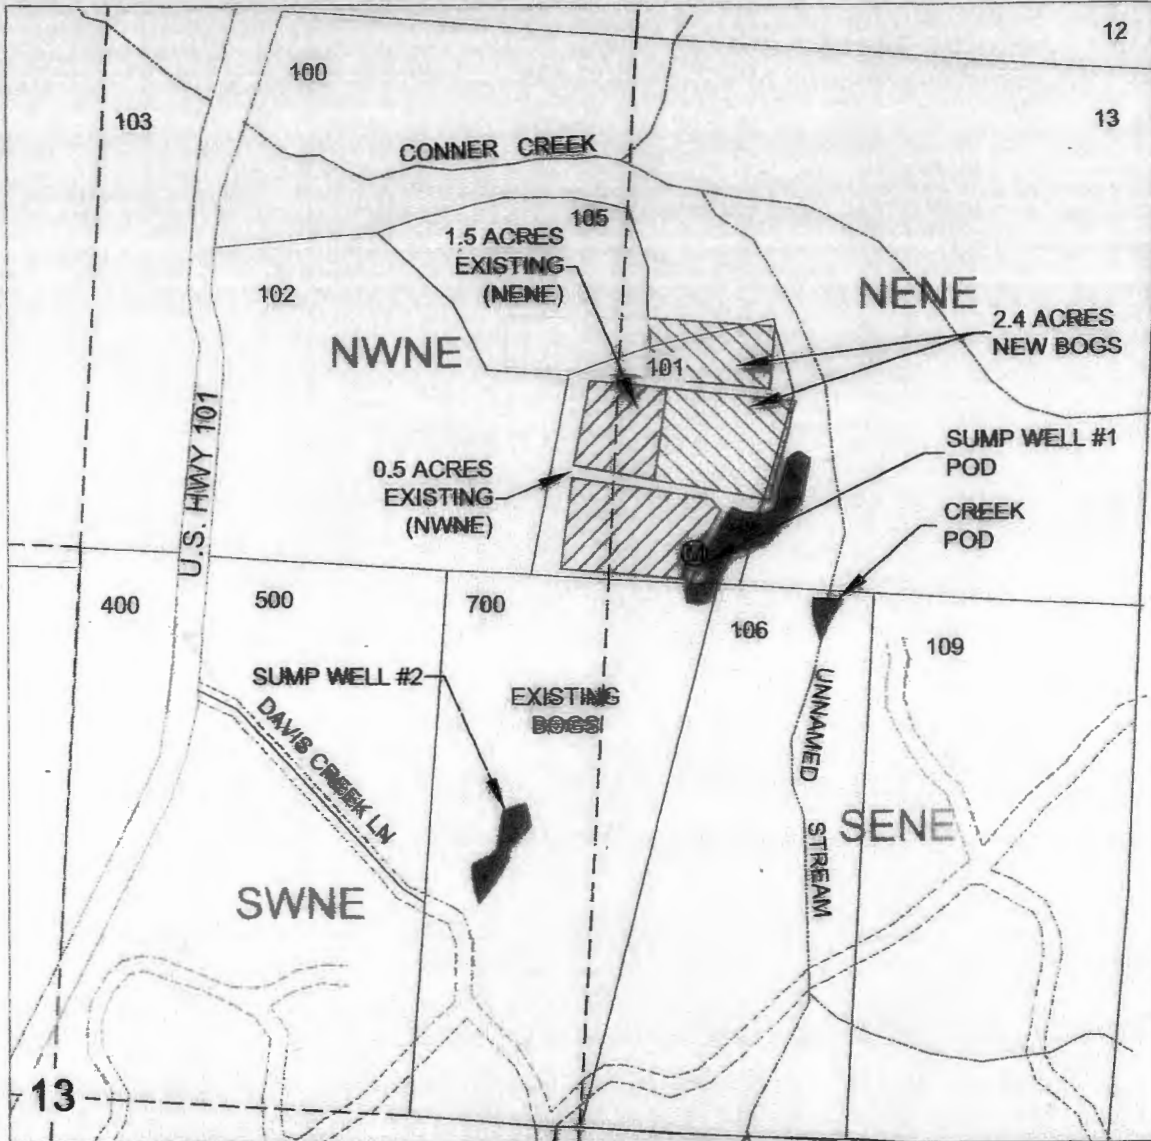 12
100
103
13
CONNER CREEK
105
1.5 ACRES
EXISTING
(NENE)
102
NENE
2.4 ACRES
NEW BOGS
NWNE
101
U.S. HWY 101
SUMP WELL #1
POD
0.5 ACRES
EXISTING
(NWNE)
CREEK
POD
M
400
500
700
106
109
SUMP WELL #2
EXISTING
BOGS
UNNAMED
STREAM
DAVIS CREEK LN
SENE
SWNE
13